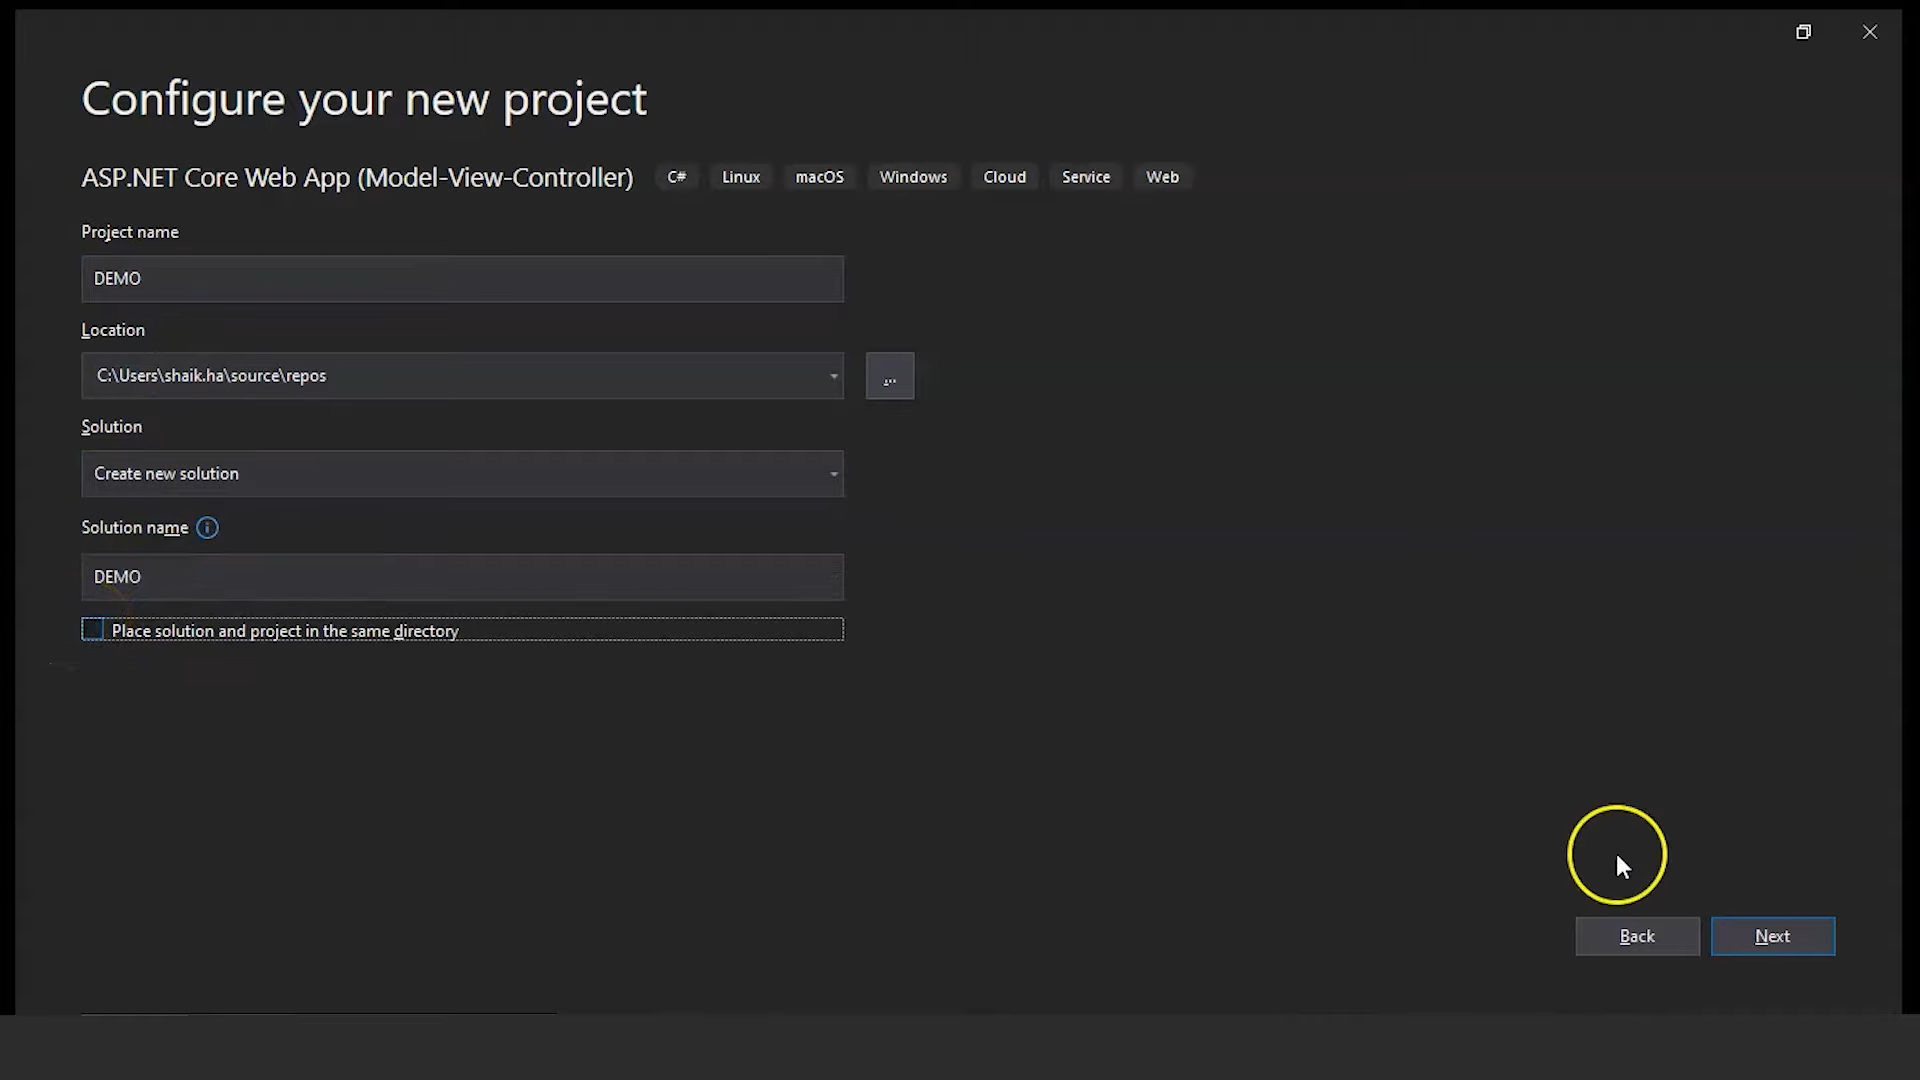 Configure your new project
ASP.NET Core Web App (Model-View-Controller) C# Linux macOS Windows Cloud Service Web
Project name
DEMO
Location
C:\Users\shaik.ha\source\repos
...
Solution
Create new solution
Solution name
DEMO
Place solution and project in the same directory
Back Next